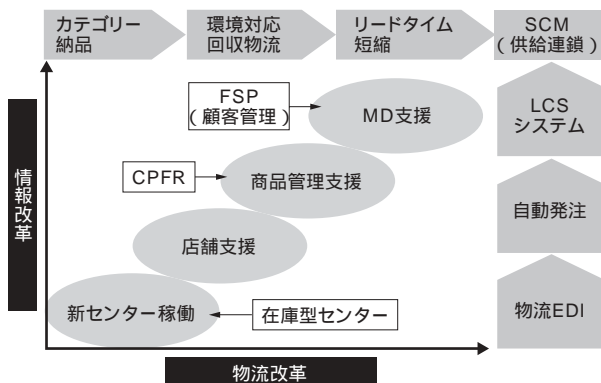 カテゴリー
納品
環境対応
回収物流
リードタイム
短縮
SCM
(供給連鎖)
FSP
(顧客管理)
MD支援
LCS
システム
CPFR
商品管理支援
自動発注
店舗支援
新センター稼働
在庫型センター
物流EDI
情報改革
物流改革